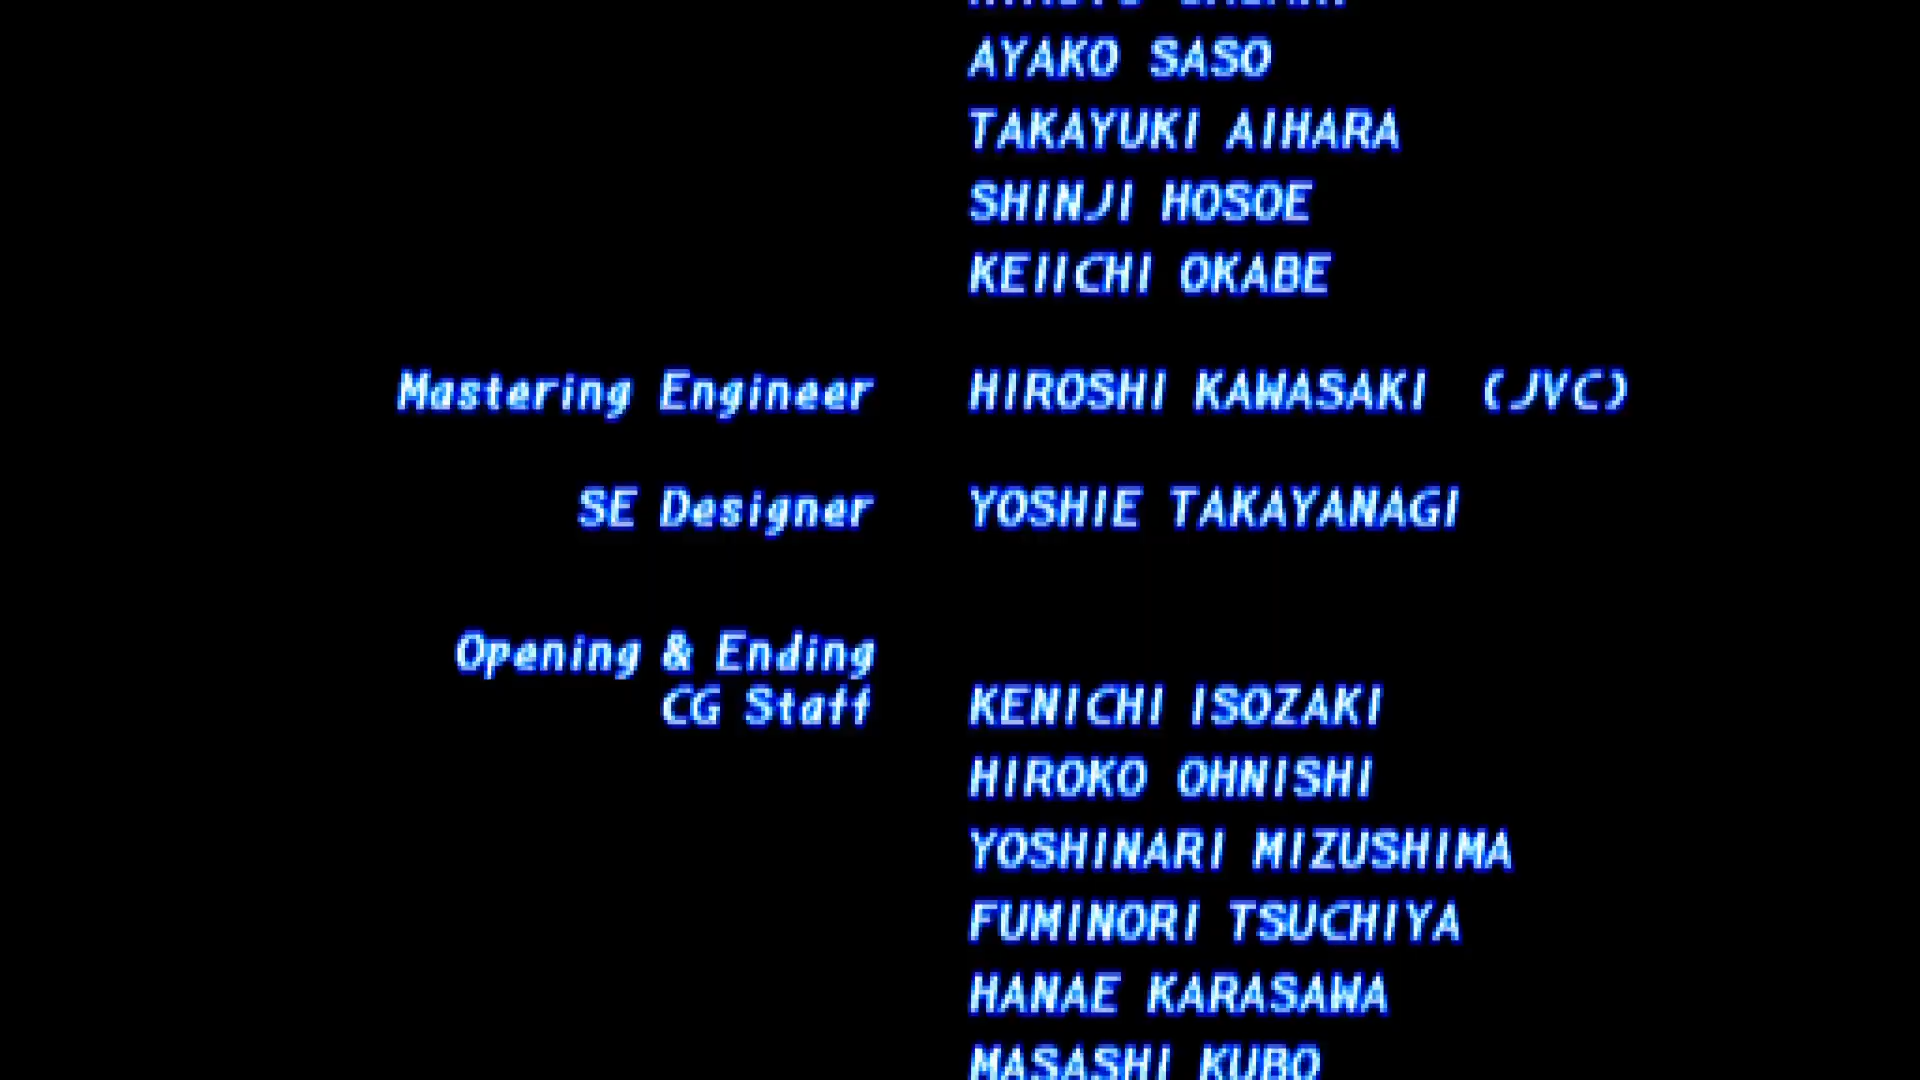 AYAKO SASO
TAKAYUKI AIHARA
SHINJI HOSOE
KEIICHI OKABE
Mastering Engineer HIROSHI KAWASAKI (JVC)
SE Designer YOSHIE TAKAYANAGI
Opening & Ending
CG Staff KENICHI ISOZAKI
HIROKO OHNISHI
YOSHINARI MIZUSHIMA
FUMINORI TSUCHIYA
HANAE KARASAWA
MASASHI KUBO